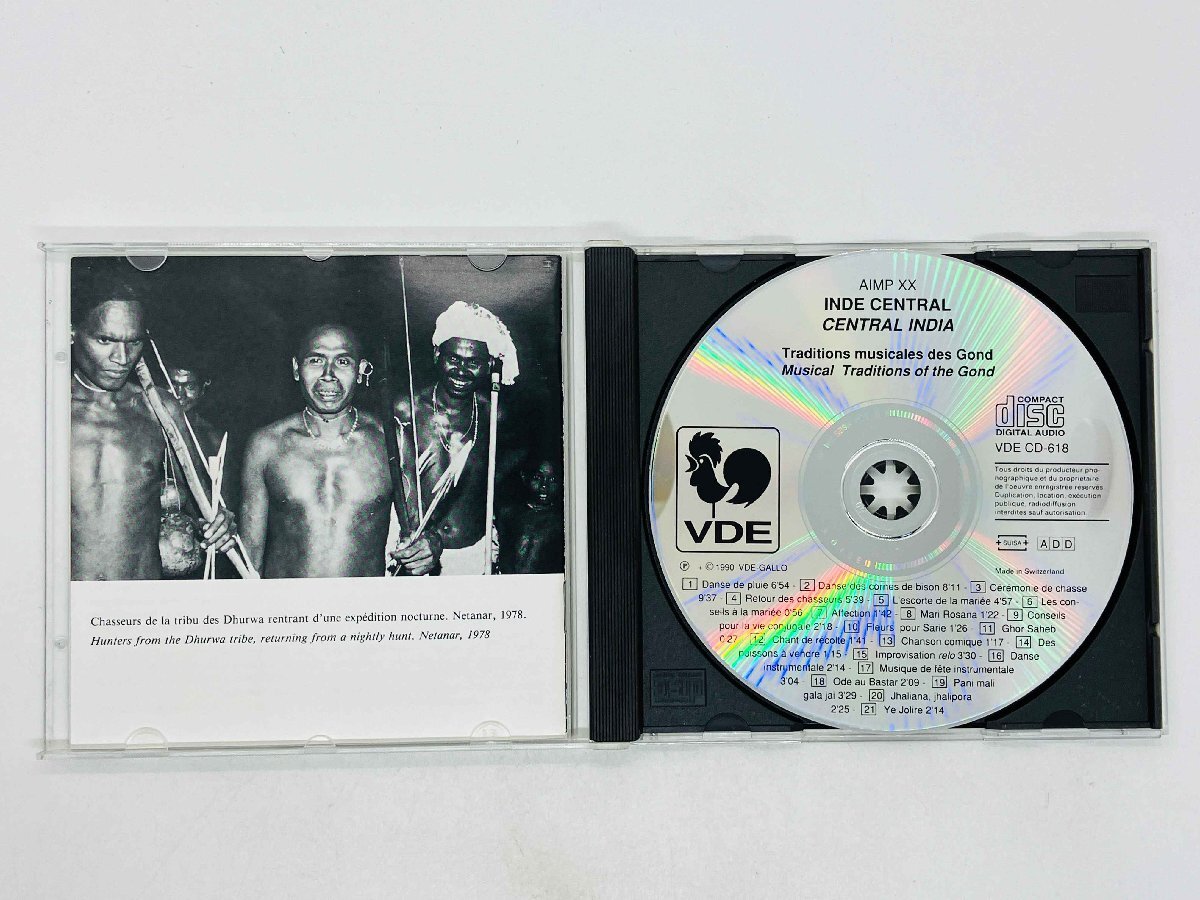 Chasseurs de la tribu des Dhurwa rentrant d'une expédition nocturne. Netanar, 1978.
Hunters from the Dhurwa tribe, returning from a nightly hunt. Netanar, 1978
AIMP XX
INDE CENTRAL
CENTRAL INDIA
Traditions musicales des Gond
Musical Traditions of the Gond
COMPACT
disc
DIGITAL AUDIO
VDE CD-618
Tous droits du producteur pho-
nographique et du propriétaire
de l'oeuvre enregistrée réservés
Duplication, location, exécution
publique, radiodiffusion
interdites sauf autorisation
SUISA ADD
Made in Switzerland
VDE
℗ + © 1990 VDE-GALLO
1 Danse de pluie 6'54 - 2 Danse des cornes de bison 8'11 - 3 Cérémonie de chasse
9'37 - 4 Retour des chasseurs 5'39 - 5 L'escorte de la mariée 4'57 - 6 Les con-
seils à la mariée 0'56 7 Affection 1'42 - 8 Mari Rosana 1'22 - 9 Conseils
pour la vie conjugale 2'18 - 10 Fleurs pour Sarie 1'26 - 11 Ghor Saheb
0'27 - 12 Chant de récolte 1'41 - 13 Chanson comique 1'17 - 14 Des
poissons à vendre 1'15 15 Improvisation relo 3'30 - 16 Danse
instrumentale 2'14 - 17 Musique de fête instrumentale
3'04 - 18 Ode au Bastar 2'09 - 19 Pani mali
gala jai 3'29 - 20 Jhaliana, jhalipora
2'25 - 21 Ye Jolire 2'14